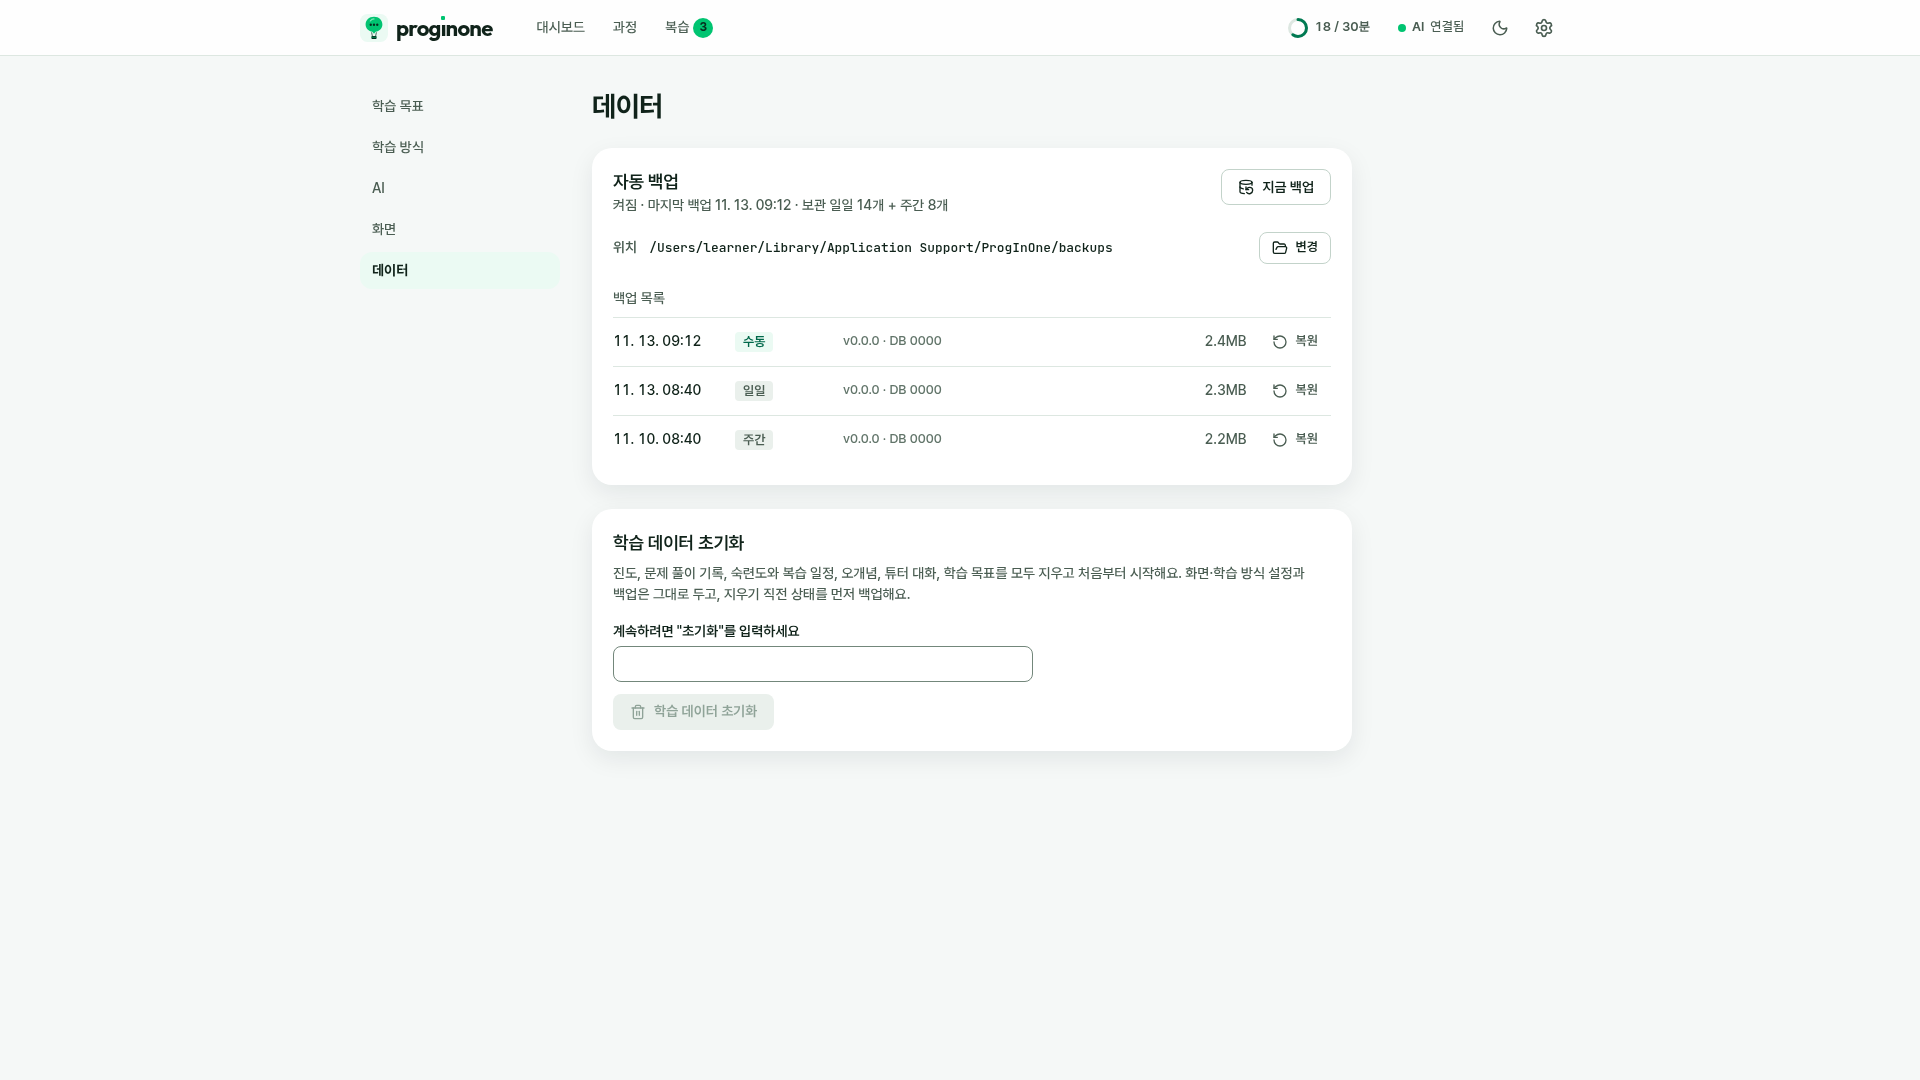 proginone
대시보드
과정
복습 3
18 / 30분
AI 연결됨
학습 목표
학습 방식
AI
화면
데이터
데이터
자동 백업
켜짐 · 마지막 백업 11. 13. 09:12 · 보관 일일 14개 + 주간 8개
지금 백업
위치 /Users/learner/Library/Application Support/ProgInOne/backups
변경
백업 목록
11. 13. 09:12 수동 v0.0.0 · DB 0000 2.4MB 복원
11. 13. 08:40 일일 v0.0.0 · DB 0000 2.3MB 복원
11. 10. 08:40 주간 v0.0.0 · DB 0000 2.2MB 복원
학습 데이터 초기화
진도, 문제 풀이 기록, 숙련도와 복습 일정, 오개념, 튜터 대화, 학습 목표를 모두 지우고 처음부터 시작해요. 화면·학습 방식 설정과
백업은 그대로 두고, 지우기 직전 상태를 먼저 백업해요.
계속하려면 "초기화"를 입력하세요
학습 데이터 초기화